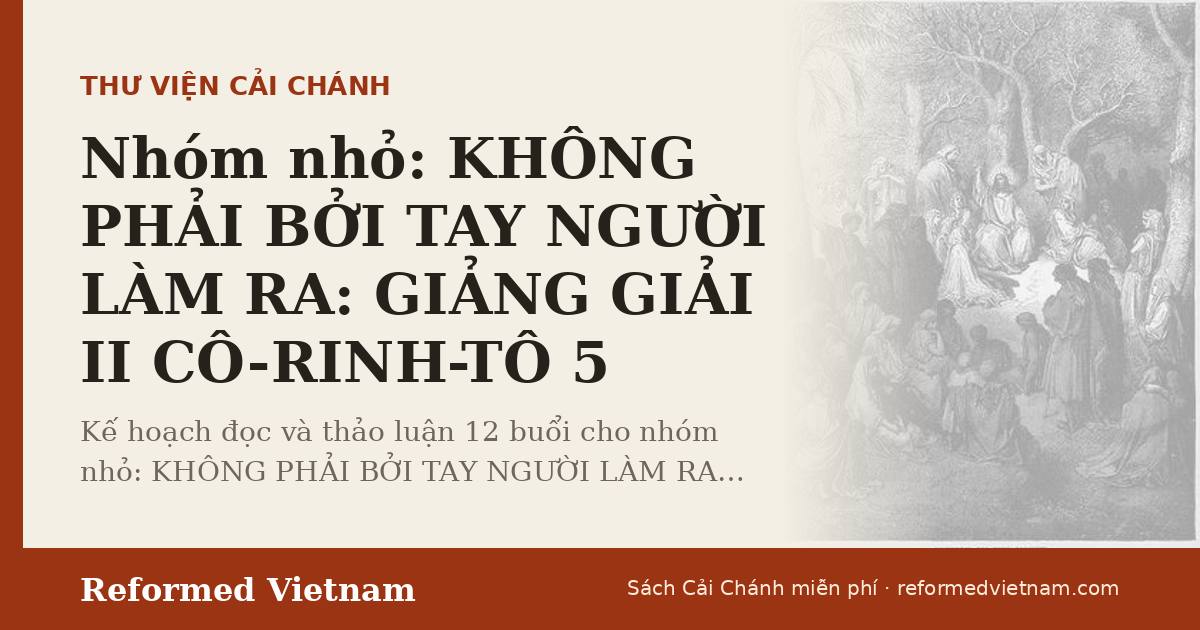 THƯ VIỆN CẢI CHÁNH
Nhóm nhỏ: KHÔNG
PHẢI BỞI TAY NGƯỜI
LÀM RA: GIẢNG GIẢI
II CÔ-RINH-TÔ 5
Kế hoạch đọc và thảo luận 12 buổi cho nhóm
nhỏ: KHÔNG PHẢI BỞI TAY NGƯỜI LÀM RA...
Reformed Vietnam
Sách Cải Chánh miễn phí · reformedvietnam.com